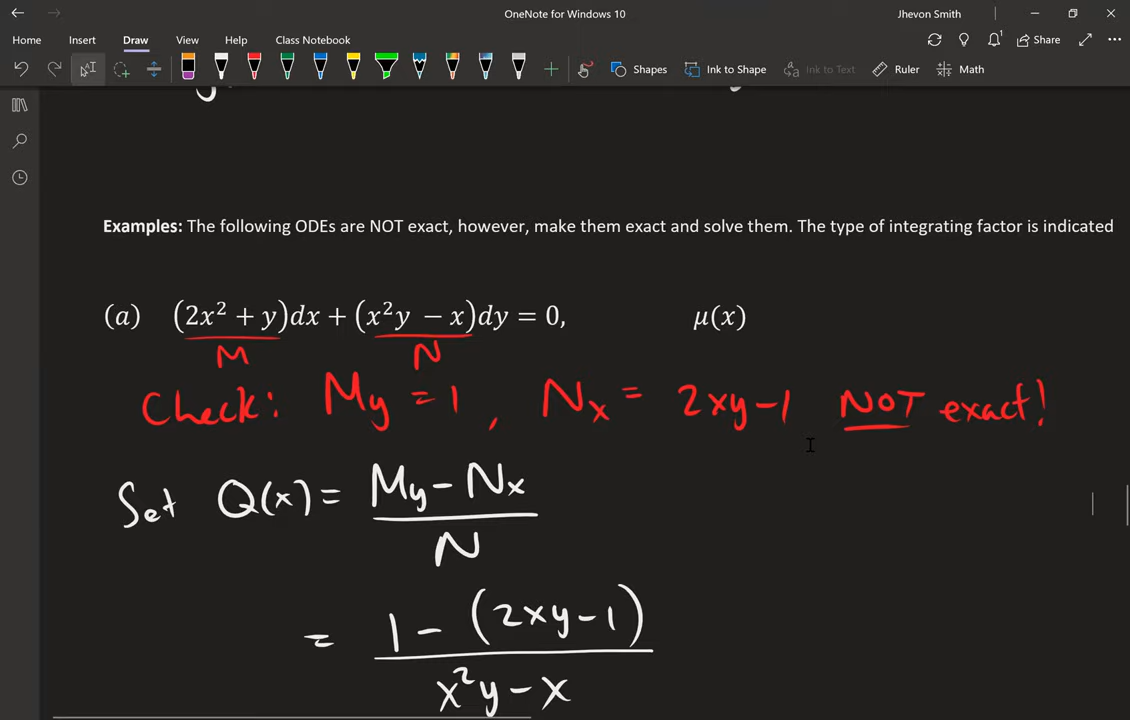 OneNote for Windows 10
Jhevon Smith
Home Insert Draw View Help Class Notebook
Share
Shapes Ink to Shape Ink to Text Ruler Math
Examples: The following ODEs are NOT exact, however, make them exact and solve them. The type of integrating factor is indicated
(a) (2x² + y)dx + (x²y − x)dy = 0, μ(x)
M N
Check: My = 1, Nx = 2xy−1 NOT exact!
Set Q(x) = My − Nx
N
= 1 − (2xy−1)
x²y − x